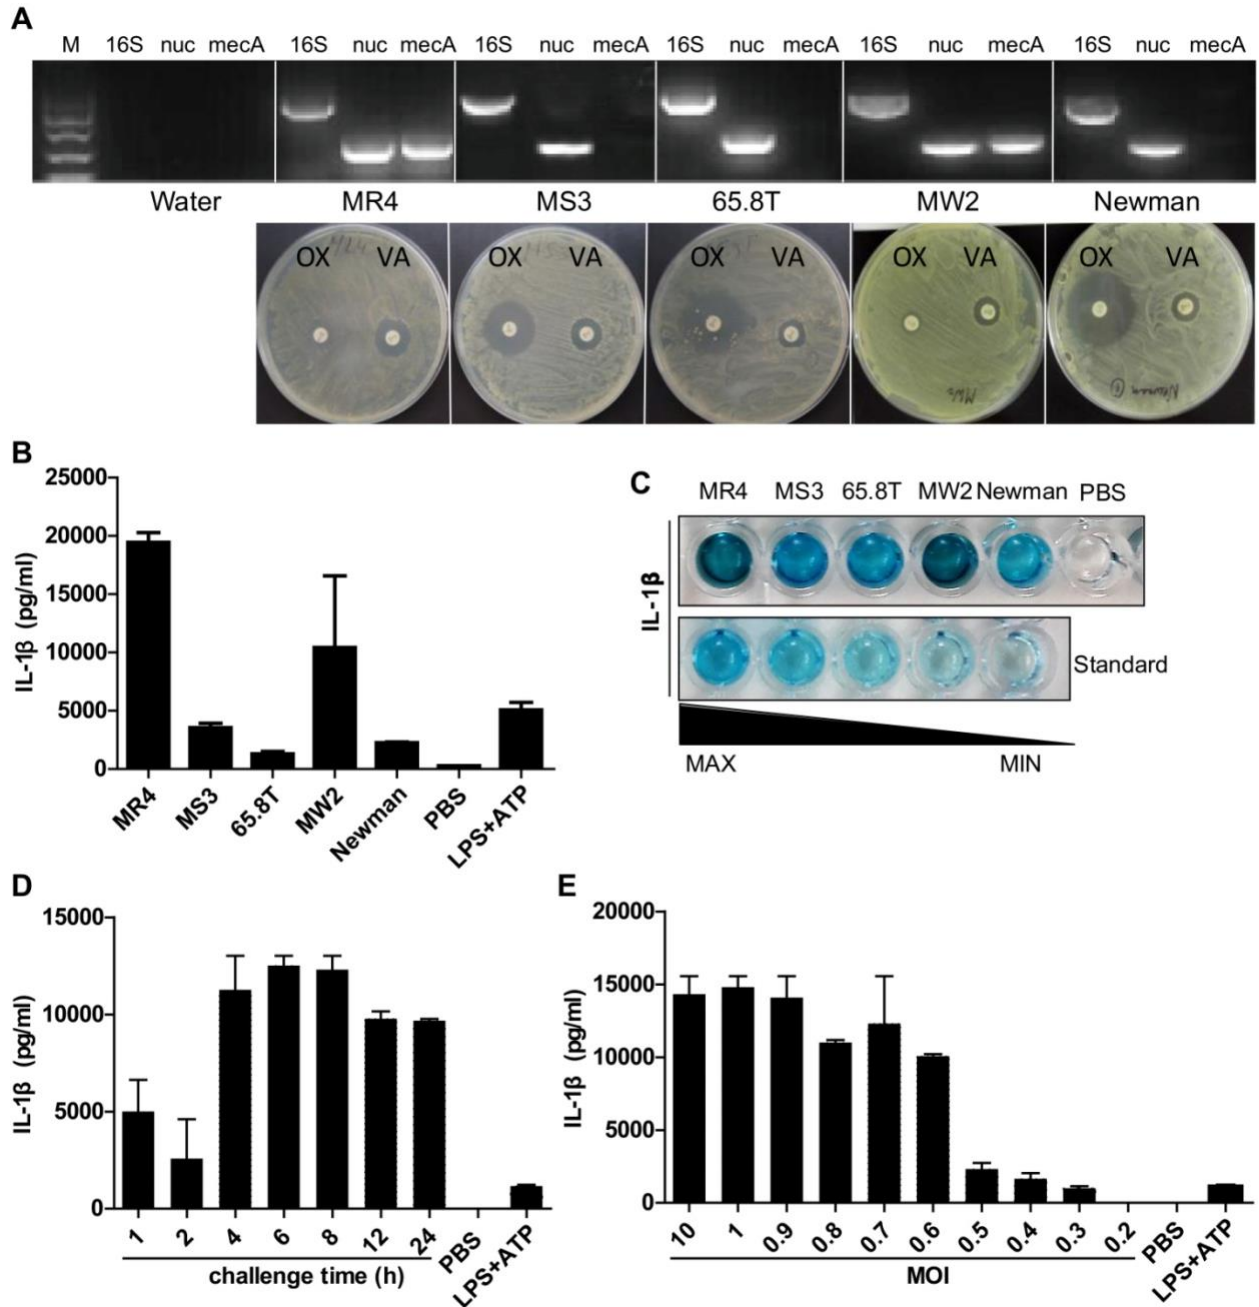 A
M 16S nuc mecA 16S nuc mecA 16S nuc mecA 16S nuc mecA 16S nuc mecA 16S nuc mecA
Water MR4 MS3 65.8T MW2 Newman
OX VA OX VA OX VA OX VA OX VA
MW2
Newman
B
IL-1β (pg/ml)
25000
20000
15000
10000
5000
0
MR4 MS3 65.8T MW2 Newman PBS LPS+ATP
C
MR4 MS3 65.8T MW2 Newman PBS
IL-1β
Standard
MAX MIN
D
IL-1β (pg/ml)
15000
10000
5000
0
1 2 4 6 8 12 24 PBS LPS+ATP
challenge time (h)
E
IL-1β (pg/ml)
20000
15000
10000
5000
0
10 1 0.9 0.8 0.7 0.6 0.5 0.4 0.3 0.2 PBS LPS+ATP
MOI